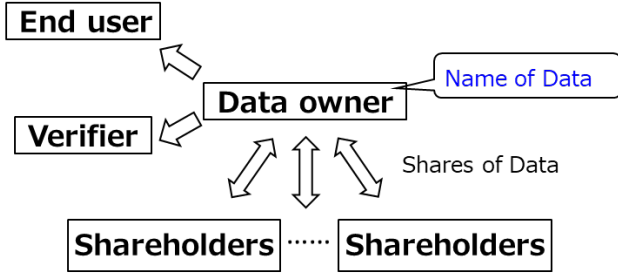 End user
Name of Data
Data owner
Verifier
Shares of Data
Shareholders ...... Shareholders